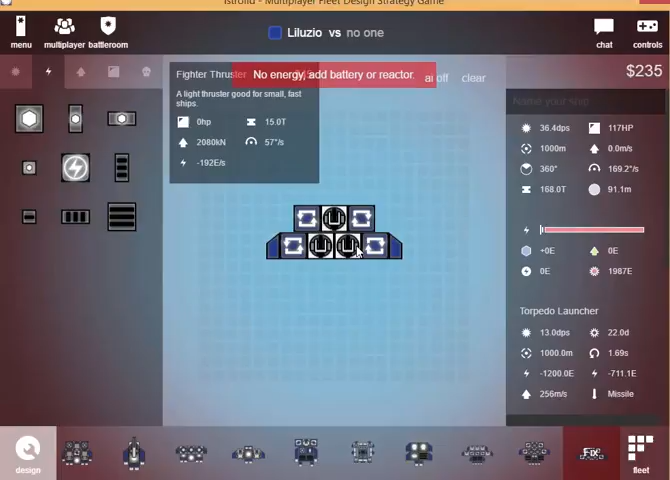 Istrolid - Multiplayer Fleet Design Strategy Game
menu
multiplayer
battleroom
Liluzio vs no one
chat
controls
Fighter Thruster
No energy, add battery or reactor.
ai off
clear
$235
A light thruster good for small, fast
ships.
Name your ship
0hp
15.0T
2080kN
57°/s
-192E/s
36.4dps
117HP
1000m
0.0m/s
360°
169.2°/s
168.0T
91.1m
+0E
0E
0E
1987E
Torpedo Launcher
13.0dps
22.0d
1000.0m
1.69s
-1200.0E
-711.1E
256m/s
Missile
design
Fix
fleet